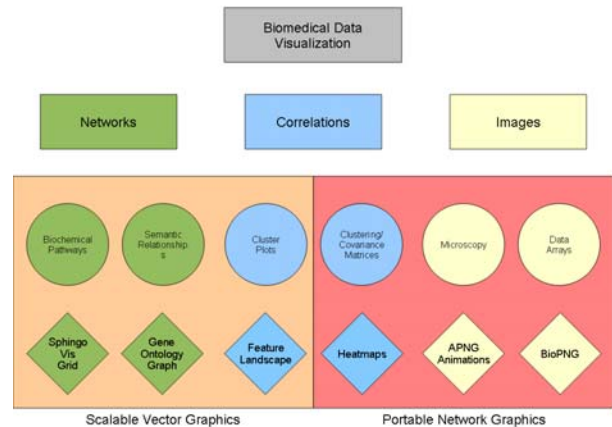 Biomedical Data
Visualization
Networks
Correlations
Images
Biochemical
Pathways
Semantic
Relationship
s
Cluster
Plots
Clustering/
Covariance
Matrices
Microscopy
Data
Arrays
Sphingo
Vis
Grid
Gene
Ontology
Graph
Feature
Landscape
Heatmaps
APNG
Animations
BioPNG
Scalable Vector Graphics
Portable Network Graphics